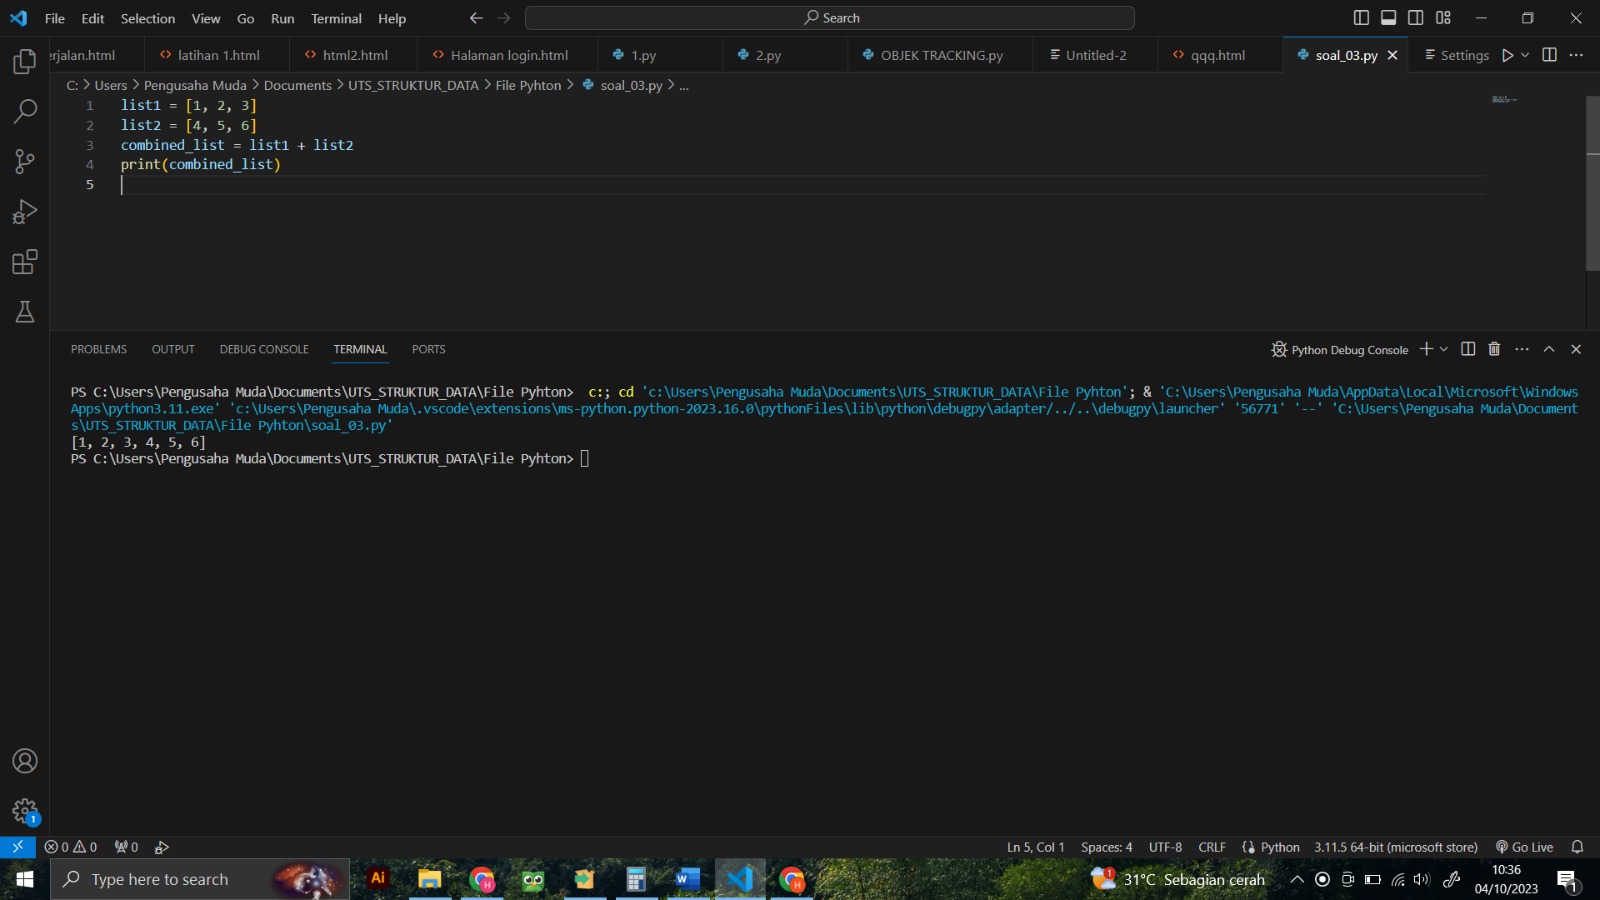 File Edit Selection View Go Run Terminal Help Search
erjalan.html latihan 1.html html2.html Halaman login.html 1.py 2.py OBJEK TRACKING.py Untitled-2 qqq.html soal_03.py Settings
C: > Users > Pengusaha Muda > Documents > UTS_STRUKTUR_DATA > File Pyhton > soal_03.py > ...
1 list1 = [1, 2, 3]
2 list2 = [4, 5, 6]
3 combined_list = list1 + list2
4 print(combined_list)
5
PROBLEMS OUTPUT DEBUG CONSOLE TERMINAL PORTS Python Debug Console
PS C:\Users\Pengusaha Muda\Documents\UTS_STRUKTUR_DATA\File Pyhton>  c:; cd 'c:\Users\Pengusaha Muda\Documents\UTS_STRUKTUR_DATA\File Pyhton'; & 'C:\Users\Pengusaha Muda\AppData\Local\Microsoft\Windows
Apps\python3.11.exe' 'c:\Users\Pengusaha Muda\.vscode\extensions\ms-python.python-2023.16.0\pythonFiles\lib\python\debugpy\adapter/../..\debugpy\launcher' '56771' '--' 'C:\Users\Pengusaha Muda\Document
s\UTS_STRUKTUR_DATA\File Pyhton\soal_03.py'
[1, 2, 3, 4, 5, 6]
PS C:\Users\Pengusaha Muda\Documents\UTS_STRUKTUR_DATA\File Pyhton>
1
0 0 0 Ln 5, Col 1 Spaces: 4 UTF-8 CRLF Python 3.11.5 64-bit (microsoft store) Go Live
Type here to search Ai 1 31°C Sebagian cerah 10:36
04/10/2023 1